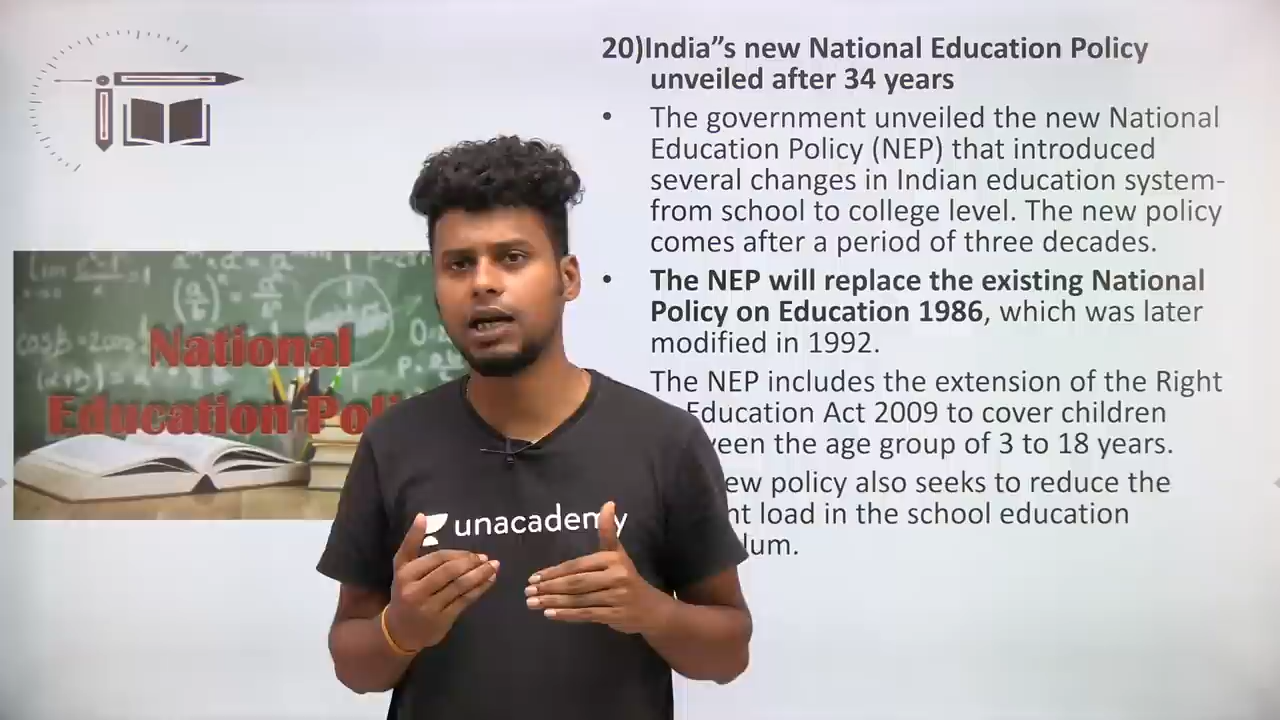 20)India”s new National Education Policy
unveiled after 34 years
• The government unveiled the new National
Education Policy (NEP) that introduced
several changes in Indian education system-
from school to college level. The new policy
comes after a period of three decades.
• The NEP will replace the existing National
Policy on Education 1986, which was later
modified in 1992.
The NEP includes the extension of the Right
Education Act 2009 to cover children
the age group of 3 to 18 years.
policy also seeks to reduce the
load in the school education
National
Education
unacademy